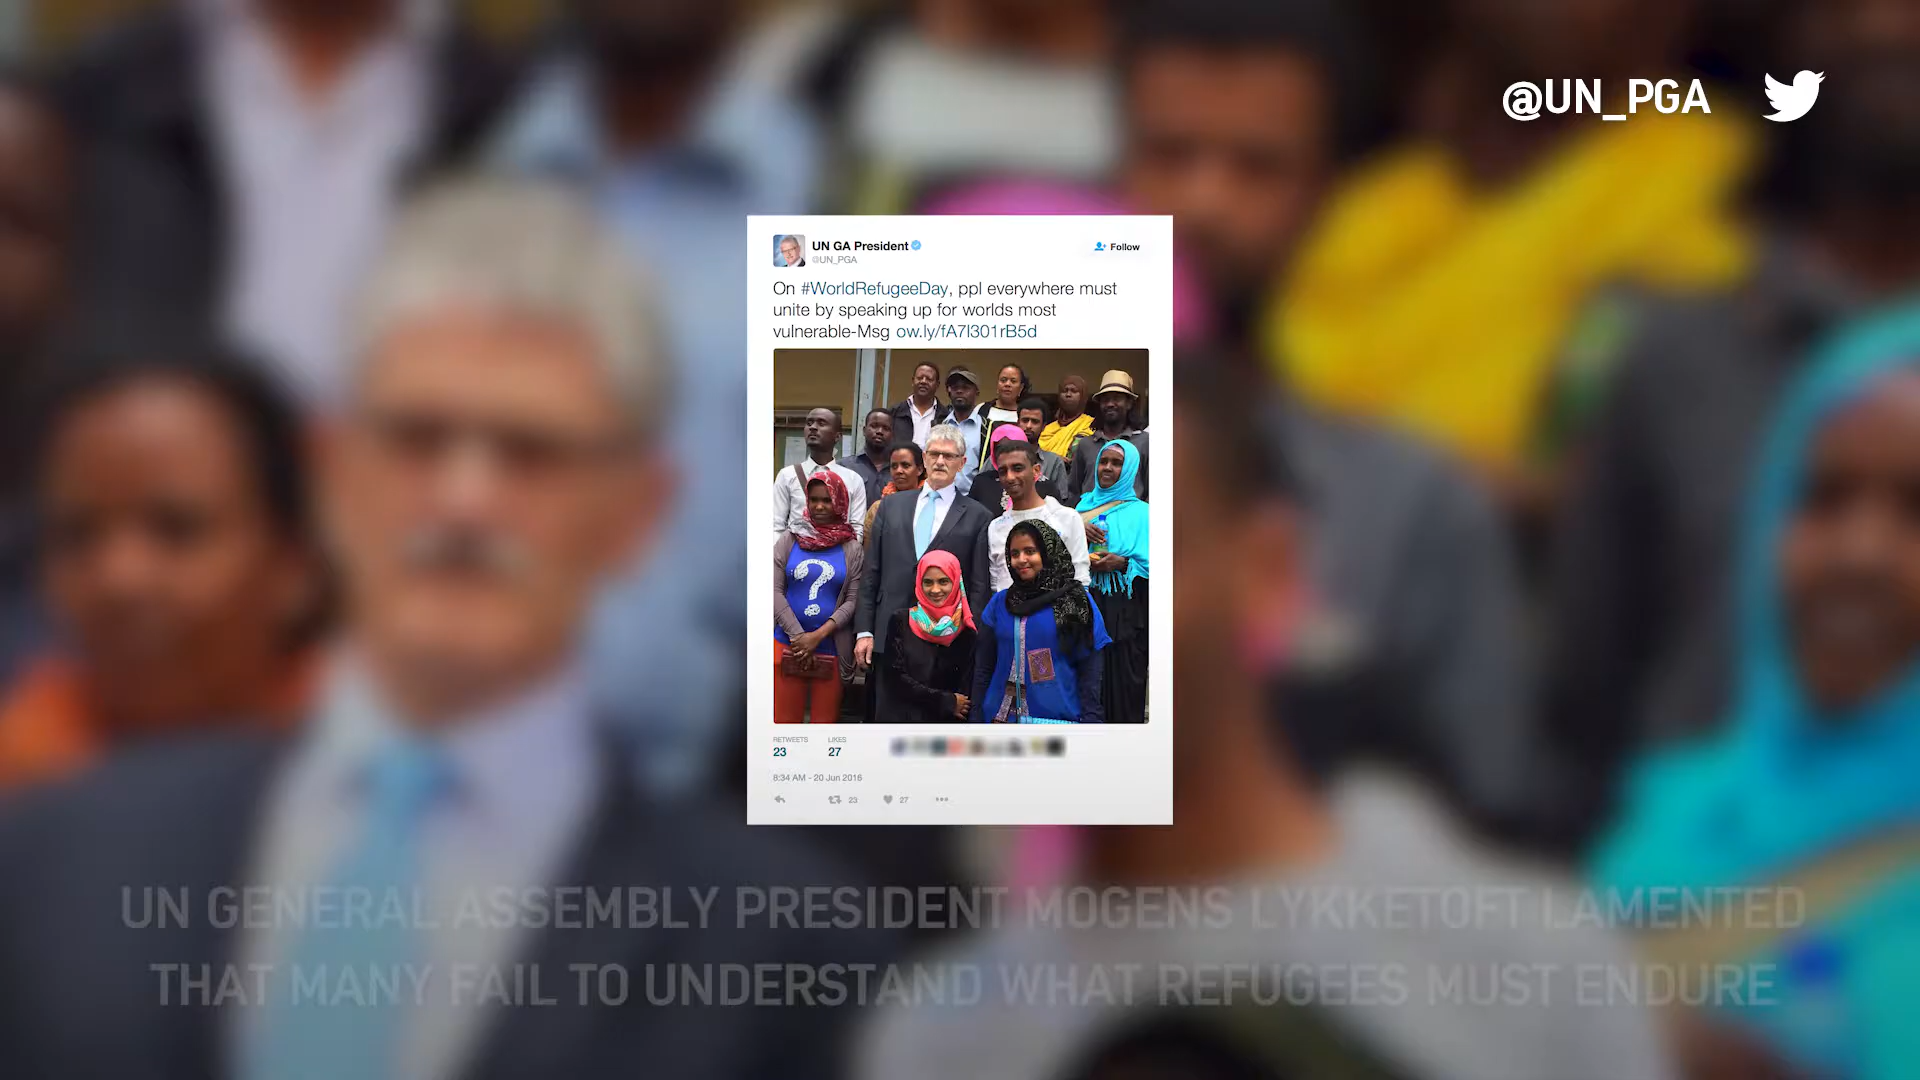 @UN_PGA
UN GA President
@UN_PGA
Follow
On #WorldRefugeeDay, ppl everywhere must
unite by speaking up for worlds most
vulnerable-Msg ow.ly/fA7I301rB5d
?
RETWEETS LIKES
23 27
8:34 AM - 20 Jun 2016
23 27
UN GENERAL ASSEMBLY PRESIDENT MOGENS LYKKETOFT LAMENTED
THAT MANY FAIL TO UNDERSTAND WHAT REFUGEES MUST ENDURE